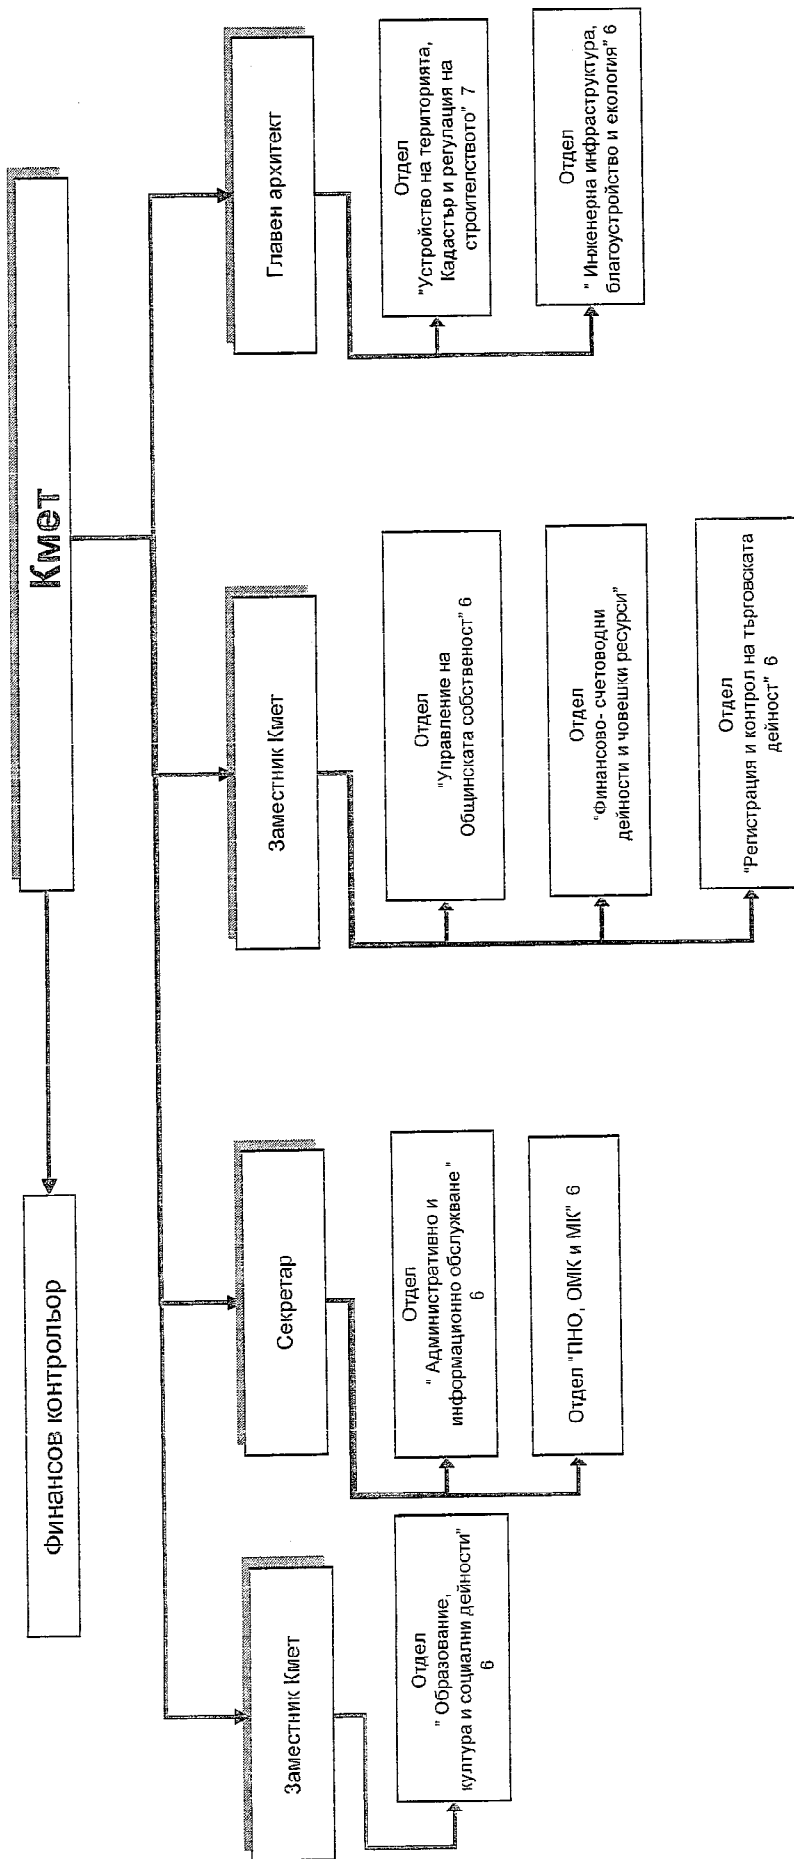 Кмет
Финансов контрольор
Заместник Кмет
Отдел
" Образование,
култура и социални дейности"
6
Секретар
Отдел
" Административно и
информационно обслужване "
6
Отдел "ПНО, ОМК и МК" 6
Заместник Кмет
Отдел
"Управление на
Общинската собственост" 6
Отдел
"Финансово- счетоводни
дейности и човешки ресурси"
Отдел
"Регистрация и контрол на търговската
дейност" 6
Главен архитект
Отдел
"Устройство на територията,
Кадастър и регулация на
строителството" 7
Отдел
" Инженерна инфраструктура,
благоустройство и екология" 6